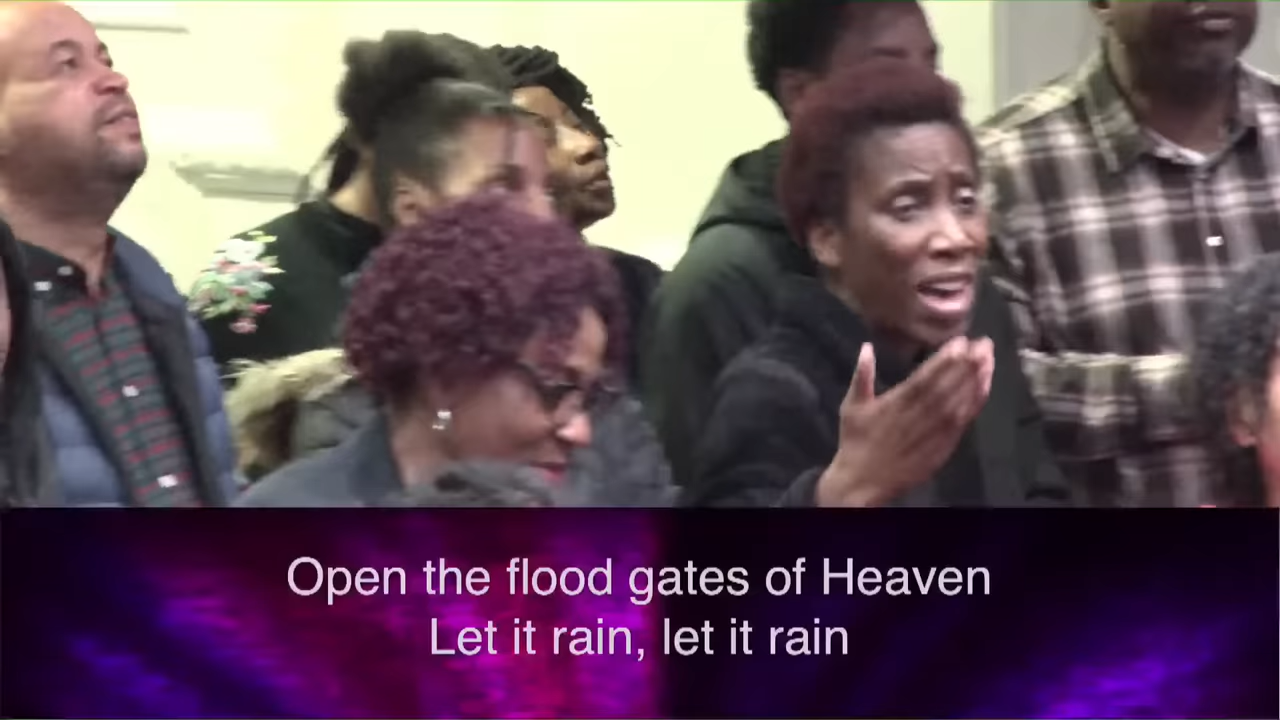 Open the flood gates of Heaven
Let it rain, let it rain